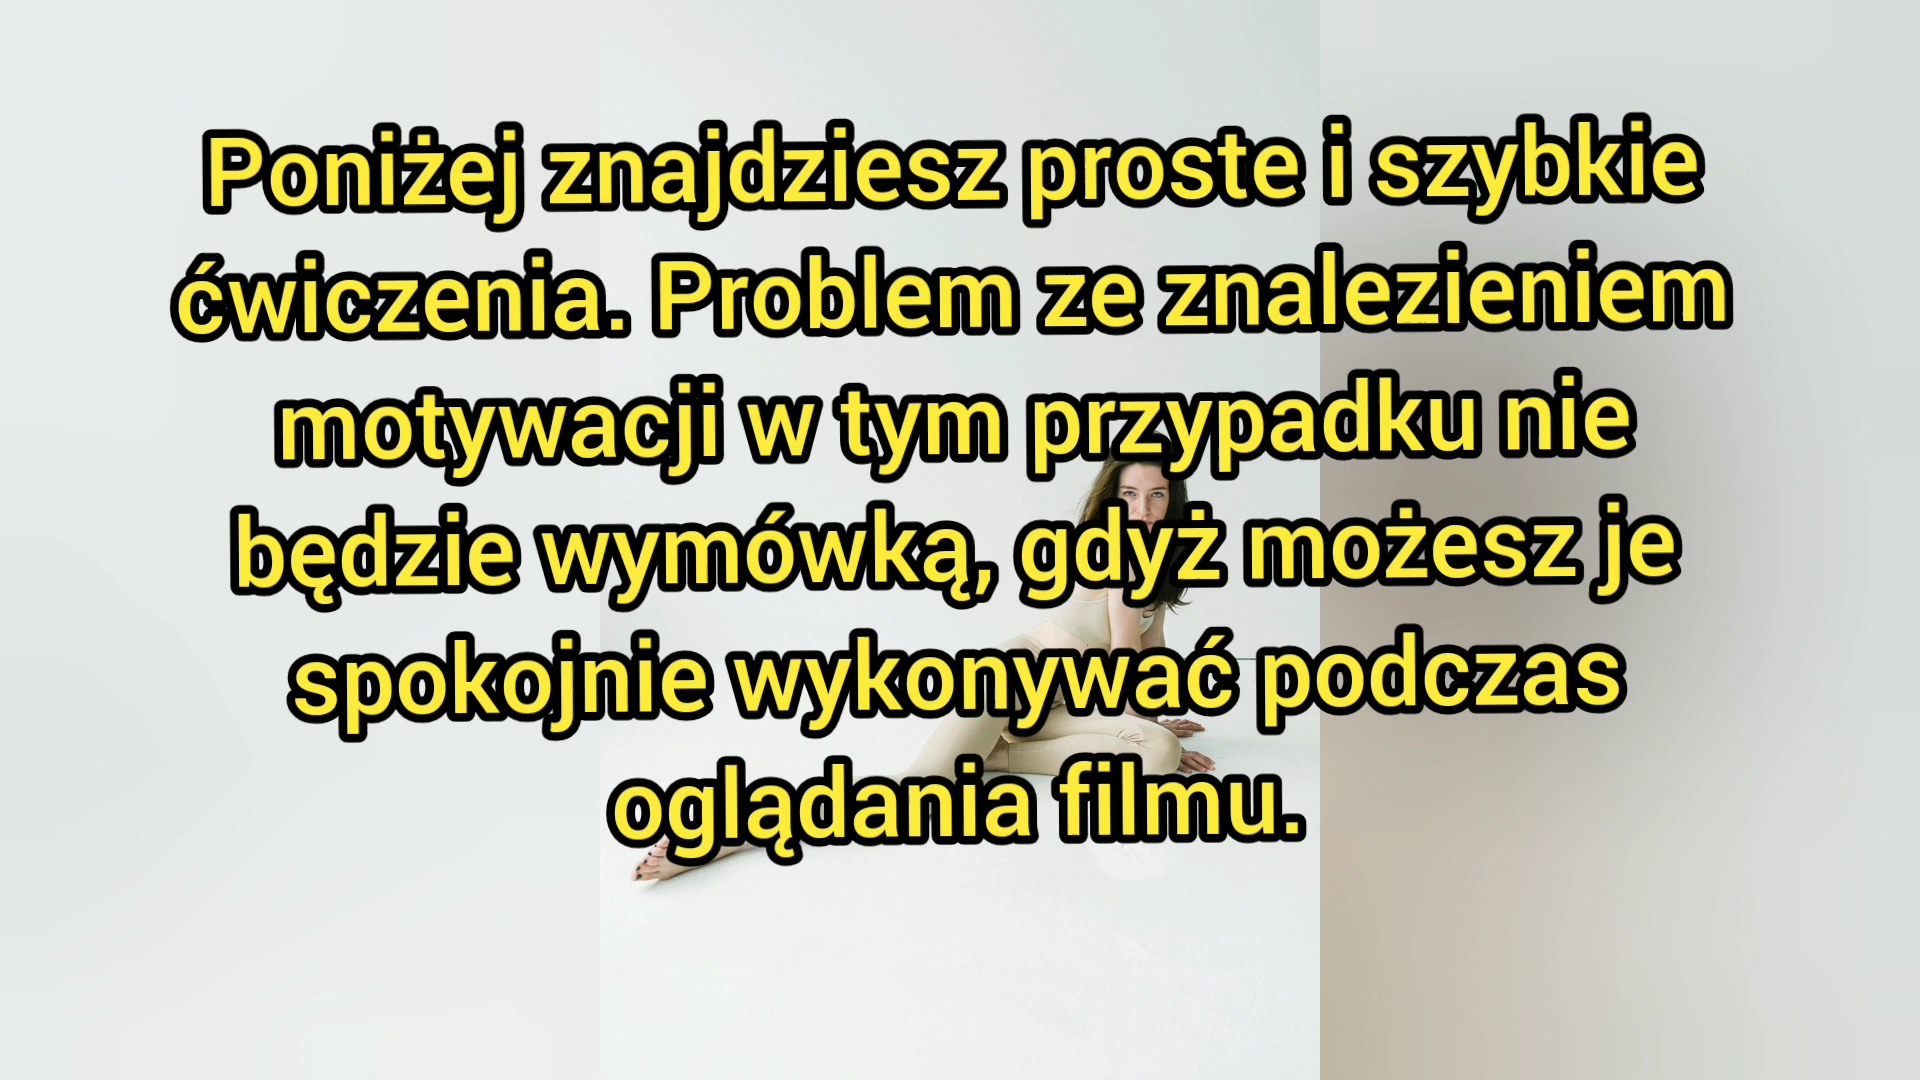 Poniżej znajdziesz proste i szybkie
ćwiczenia. Problem ze znalezieniem
motywacji w tym przypadku nie
będzie wymówką, gdyż możesz je
spokojnie wykonywać podczas
oglądania filmu.